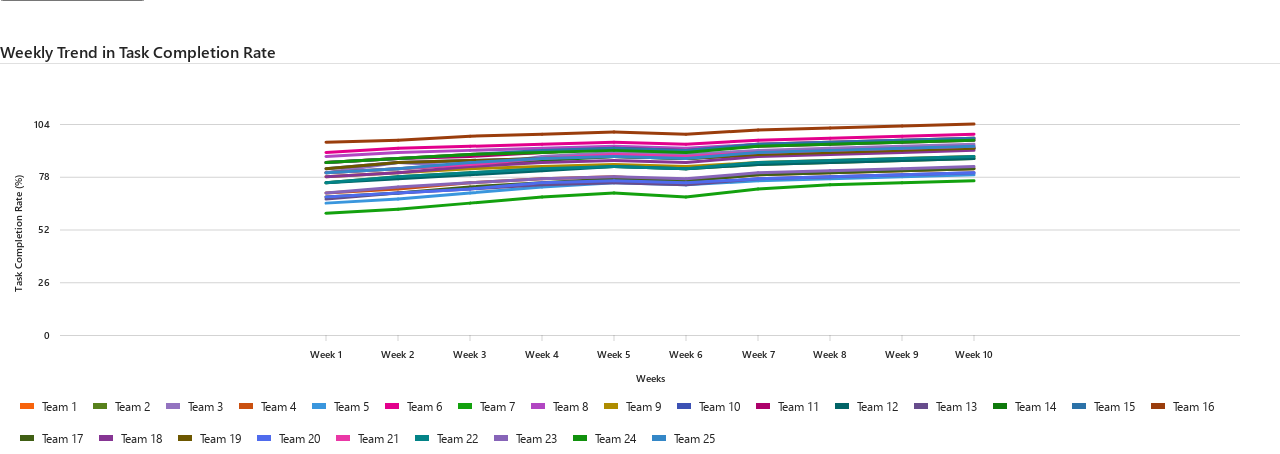 Weekly Trend in Task Completion Rate
104
78
52
26
0
Task Completion Rate (%)
Week 1 Week 2 Week 3 Week 4 Week 5 Week 6 Week 7 Week 8 Week 9 Week 10
Weeks
Team 1 Team 2 Team 3 Team 4 Team 5 Team 6 Team 7 Team 8 Team 9 Team 10 Team 11 Team 12 Team 13 Team 14 Team 15 Team 16
Team 17 Team 18 Team 19 Team 20 Team 21 Team 22 Team 23 Team 24 Team 25